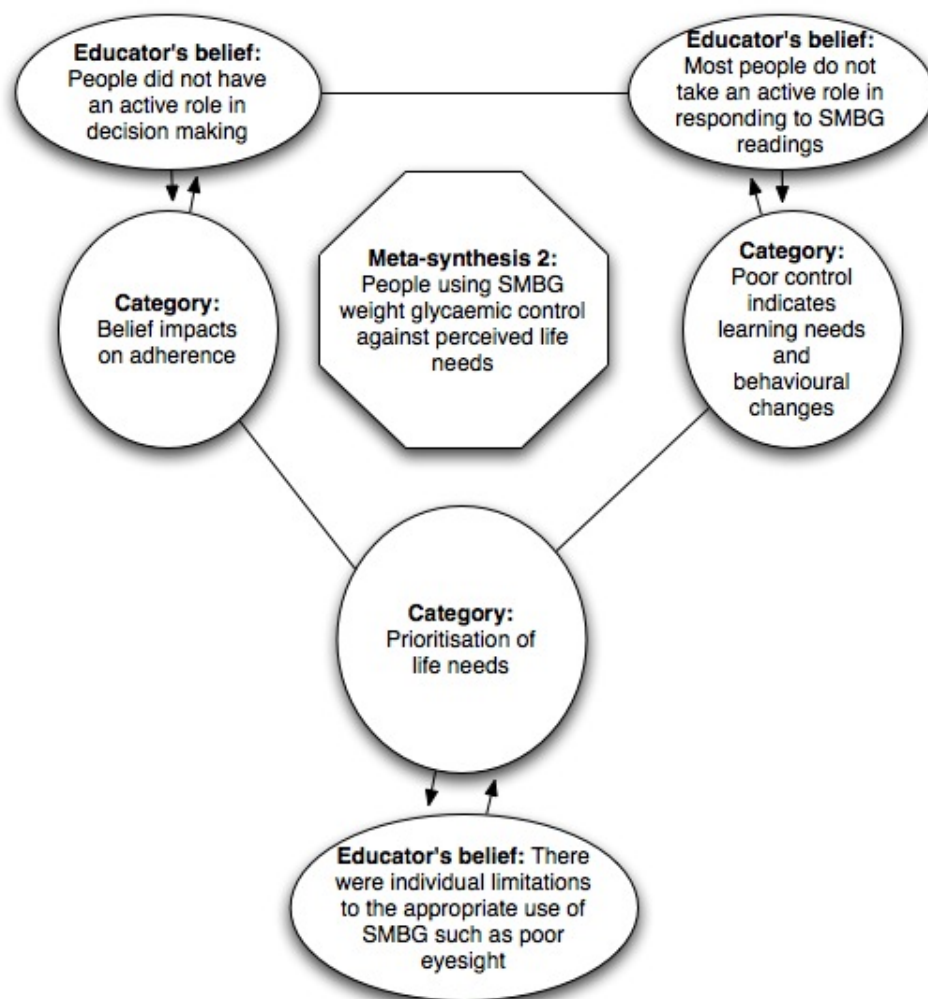 Educator's belief:
People did not have
an active role in
decision making
Educator's belief:
Most people do not
take an active role in
responding to SMBG
readings
Category:
Belief impacts
on adherence
Meta-synthesis 2:
People using SMBG
weight glycaemic control
against perceived life
needs
Category:
Poor control
indicates
learning needs
and
behavioural
changes
Category:
Prioritisation of
life needs
Educator's belief: There
were individual limitations
to the appropriate use of
SMBG such as poor
eyesight